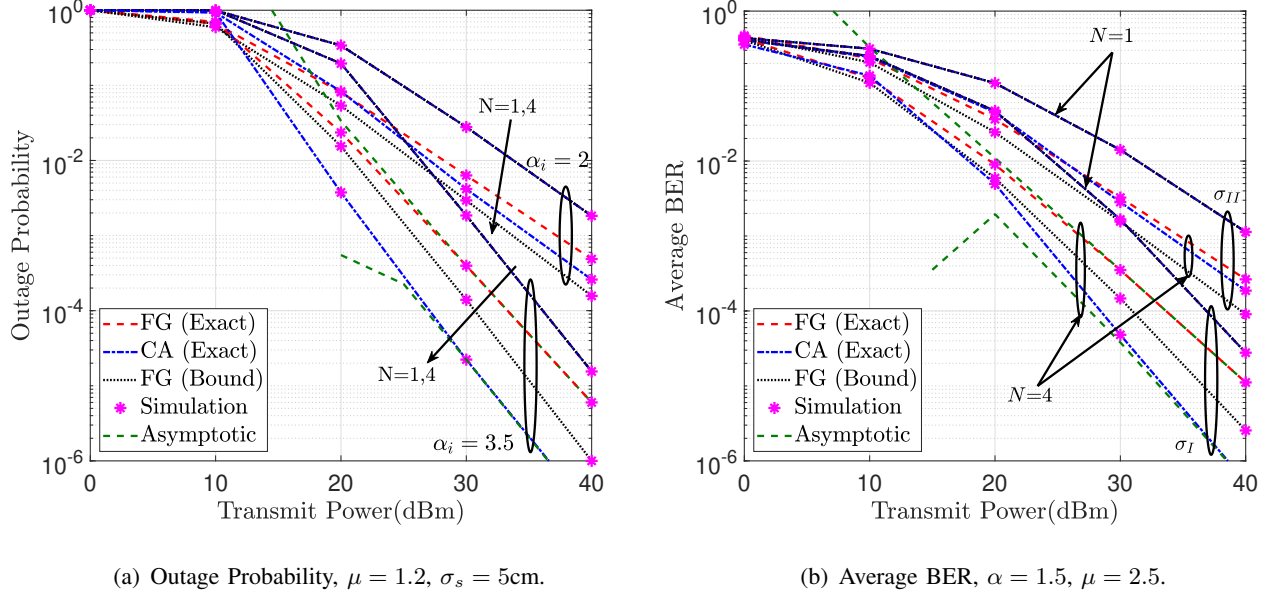 10^0
10^-2
10^-4
10^-6
Outage Probability
N=1,4
α_i = 2
N=1,4
α_i = 3.5
FG (Exact)
CA (Exact)
FG (Bound)
Simulation
Asymptotic
0 10 20 30 40
Transmit Power(dBm)
(a) Outage Probability, μ = 1.2, σ_s = 5cm.
10^0
10^-2
10^-4
10^-6
Average BER
N=1
σ_II
N=4
σ_I
FG (Exact)
CA (Exact)
FG (Bound)
Simulation
Asymptotic
0 10 20 30 40
Transmit Power(dBm)
(b) Average BER, α = 1.5, μ = 2.5.